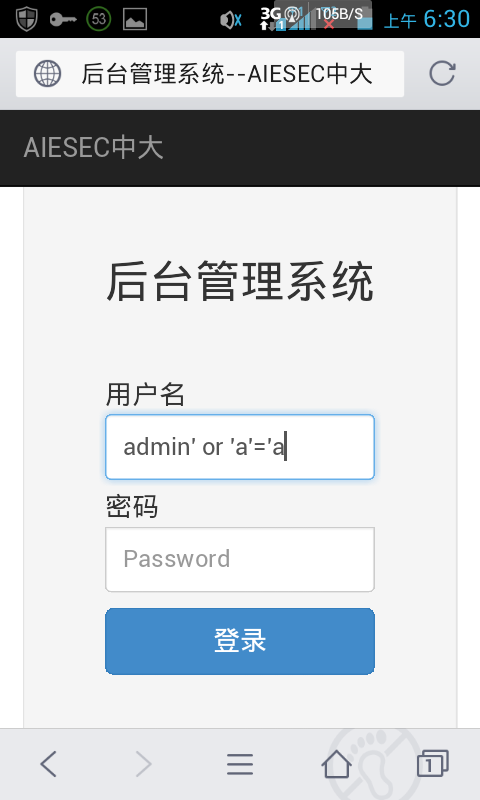 53
3G
1
105B/S
上午 6:30
后台管理系统--AIESEC中大
AIESEC中大
后台管理系统
用户名
admin' or 'a'='a
密码
Password
登录
1